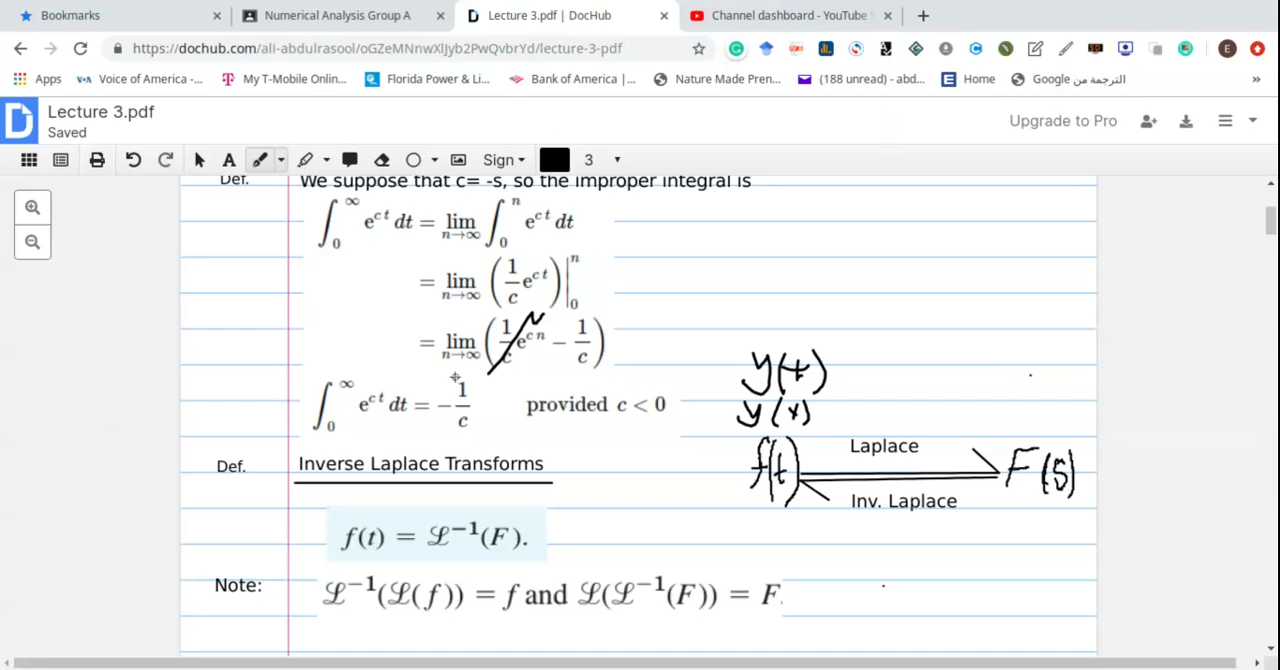 Bookmarks
Numerical Analysis Group A
Lecture 3.pdf | DocHub
Channel dashboard - YouTube S
https://dochub.com/ali-abdulrasool/oGZeMNnwXlJyb2PwQVbrYd/lecture-3-pdf
E
Apps
VOA Voice of America -...
T My T-Mobile Onlin...
Florida Power & Li...
Bank of America |...
Nature Made Pren...
(188 unread) - abd...
E Home
الترجمة من Google
»
D
Lecture 3.pdf
Saved
Upgrade to Pro
A
Sign
3
Def.
We suppose that c= -s, so the improper integral is
∫₀^∞ e^{ct} dt = lim_{n→∞} ∫₀^n e^{ct} dt
= lim_{n→∞} (1/c e^{ct}) |₀^n
= lim_{n→∞} (1/c e^{cn} − 1/c)
∫₀^∞ e^{ct} dt = −1/c provided c < 0
y(t)
y(x)
f(t)
Laplace
F(s)
Inv. Laplace
Def.
Inverse Laplace Transforms
f(t) = ℒ⁻¹(F).
Note:
ℒ⁻¹(ℒ(f)) = f and ℒ(ℒ⁻¹(F)) = F.